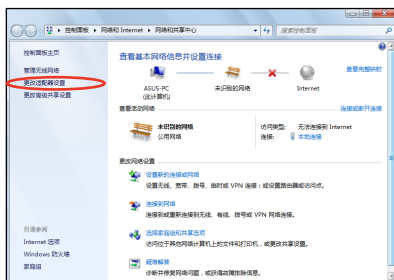 控制面板 ▸ 网络和 Internet ▸ 网络和共享中心
搜索控制面板
控制面板主页
管理无线网络
更改适配器设置
更改高级共享设置
查看基本网络信息并设置连接
查看完整映射
ASUS-PC
(此计算机)
未识别的网络
Internet
查看活动网络
连接或断开连接
未识别的网络
公用网络
访问类型: 无法连接到 Internet
连接: 本地连接
更改网络设置
设置新的连接或网络
设置无线、宽带、拨号、临时或 VPN 连接；或设置路由器或访问点。
连接到网络
连接到或重新连接到无线、有线、拨号或 VPN 网络连接。
选择家庭组和共享选项
访问位于其他网络计算机上的文件和打印机，或更改共享设置。
疑难解答
诊断并修复网络问题，或获得故障排除信息。
另请参阅
Internet 选项
Windows 防火墙
家庭组